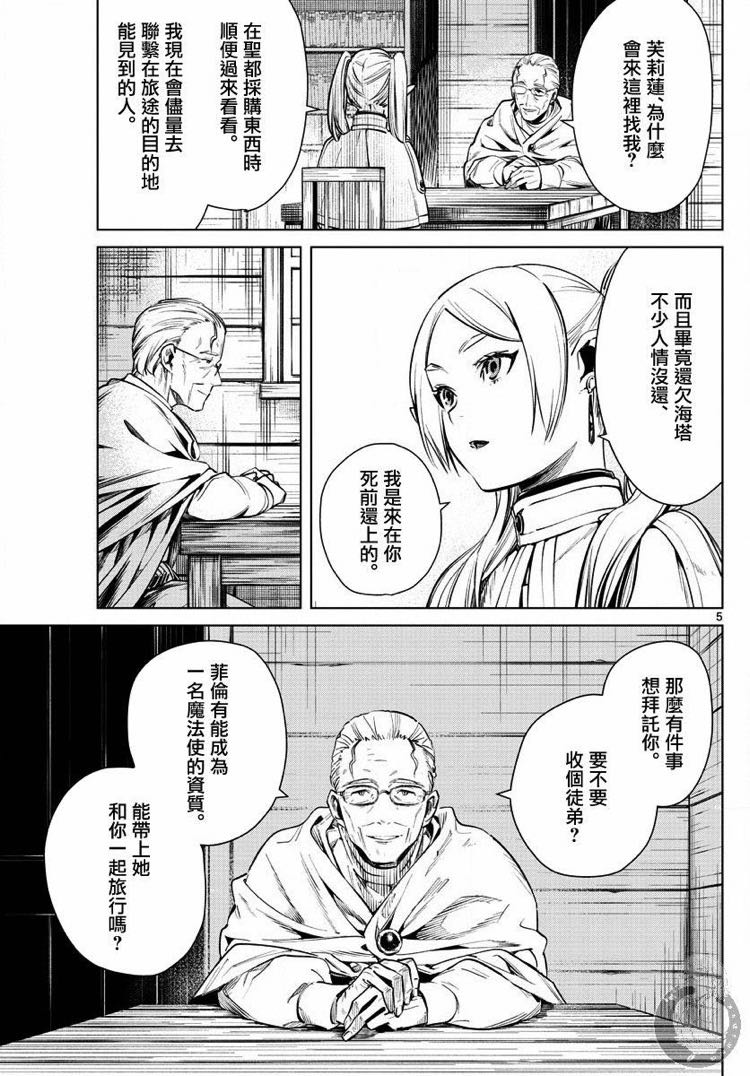 芙莉蓮、為什麼
會來這裡找我?
在聖都採購東西時
順便過來看看。
我現在會儘量去
聯繫在旅途的目的地
能見到的人。
而且畢竟還欠海塔
不少人情沒還、
我是來在你
死前還上的。
5
那麼有件事
想拜託你。
要不要
收個徒弟?
菲倫有能成為
一名魔法使的資質。
能帶上她
和你一起旅行嗎?